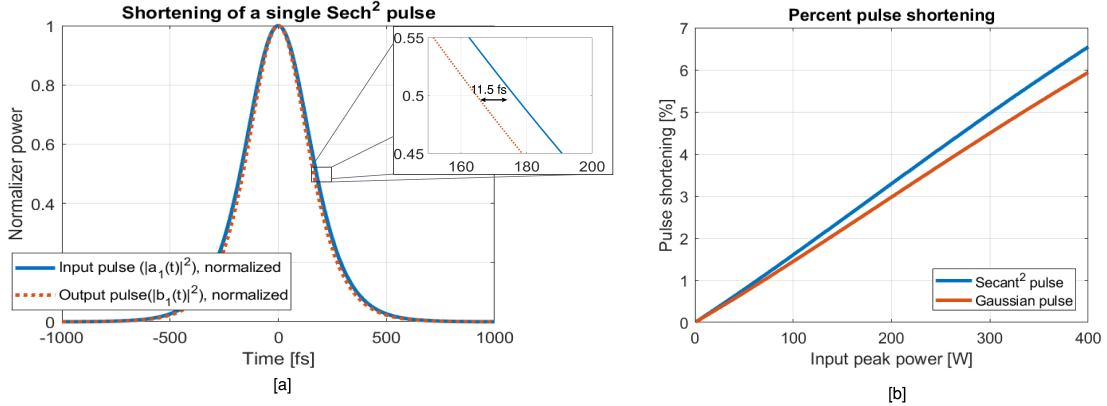 Shortening of a single Sech² pulse
Normalizer power
1
0.8
0.6
0.4
0
-1000
-500
0
500
1000
Time [fs]
Input pulse (|a₁(t)|²), normalized
Output pulse(|b₁(t)|²), normalized
0.55
0.5
0.45
160
180
200
11.5 fs
[a]
Percent pulse shortening
Pulse shortening [%]
7
6
5
4
3
2
1
0
0
100
200
300
400
Input peak power [W]
Secant² pulse
Gaussian pulse
[b]